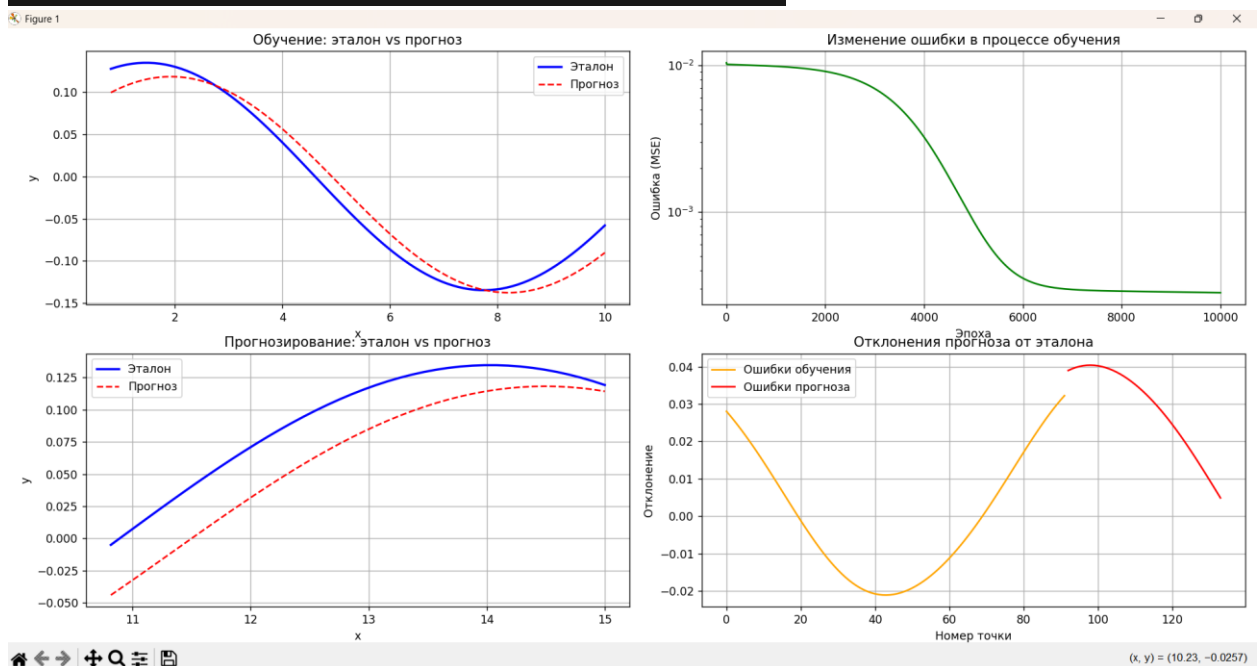 Figure 1
Обучение: эталон vs прогноз
Эталон
Прогноз
0.10
0.05
0.00
−0.05
−0.10
−0.15
y
2
4
6
8
10
x
Изменение ошибки в процессе обучения
10−2
10−3
Ошибка (MSE)
0
2000
4000
6000
8000
10000
Эпоха
Прогнозирование: эталон vs прогноз
Эталон
Прогноз
0.125
0.100
0.075
0.050
0.025
0.000
−0.025
−0.050
y
11
12
13
14
15
x
Отклонения прогноза от эталона
Ошибки обучения
Ошибки прогноза
0.04
0.03
0.02
0.01
0.00
−0.01
−0.02
Отклонение
0
20
40
60
80
100
120
Номер точки
(x, y) = (10.23, −0.0257)